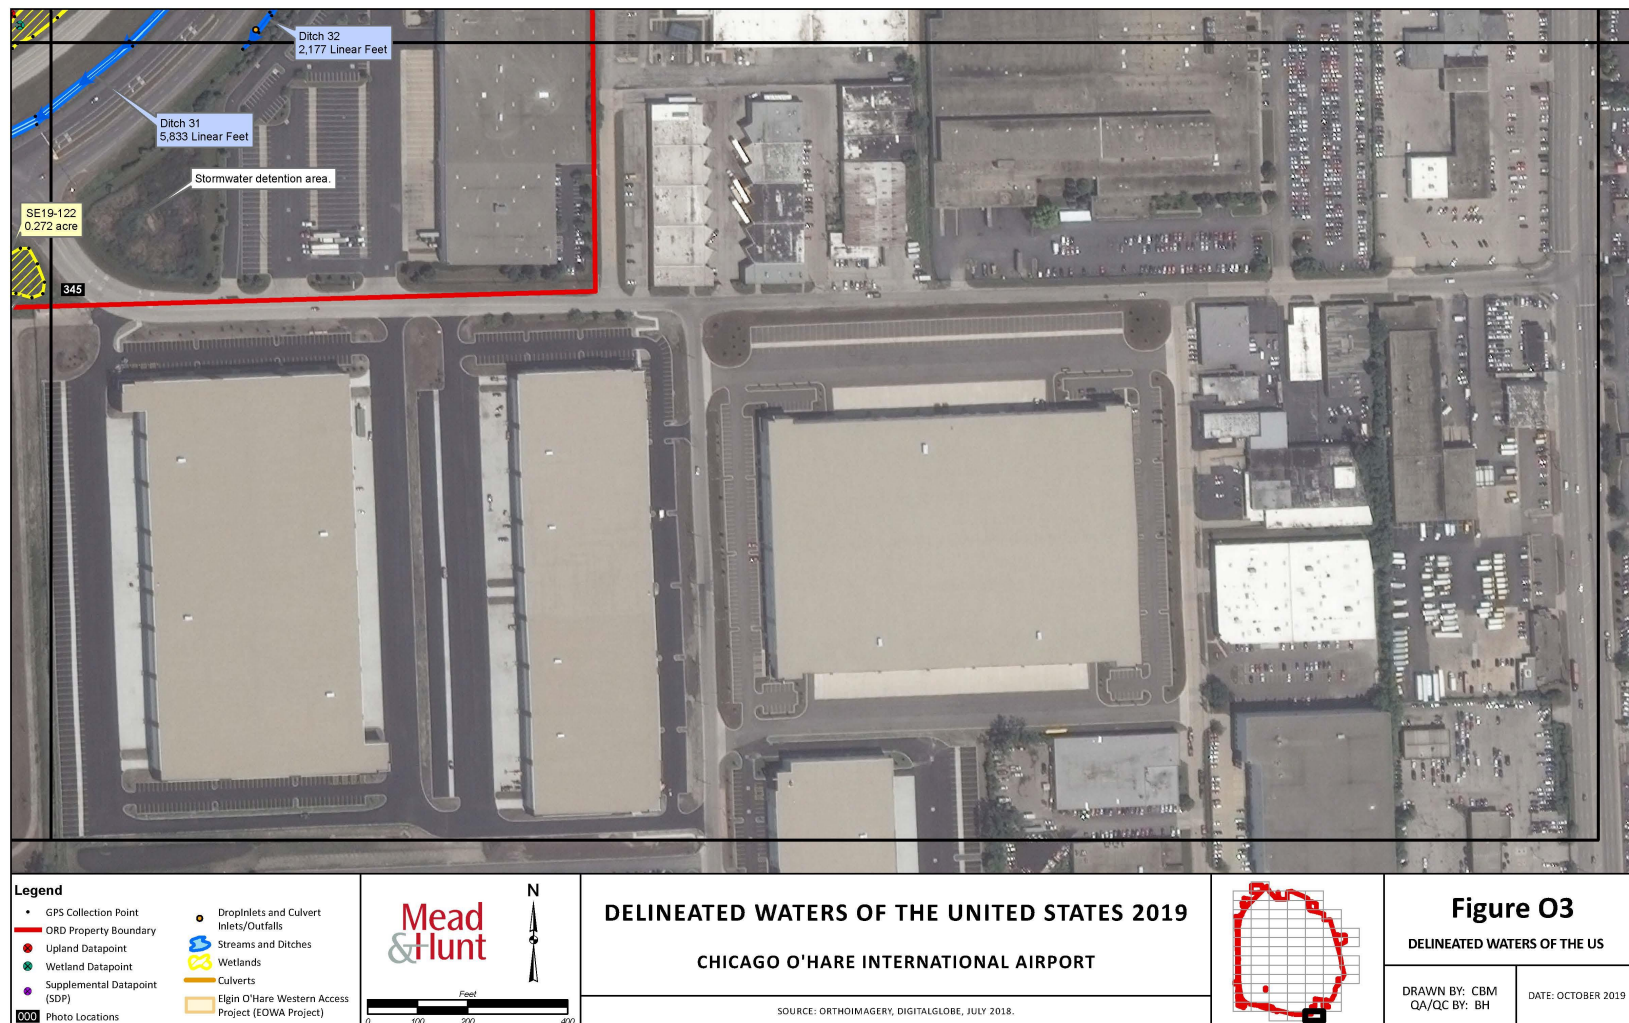 Ditch 32
2,177 Linear Feet
Ditch 31
5,833 Linear Feet
Stormwater detention area.
SE19-122
0.272 acre
345
Legend
GPS Collection Point
ORD Property Boundary
Upland Datapoint
Wetland Datapoint
Supplemental Datapoint
(SDP)
000 Photo Locations
DropInlets and Culvert
Inlets/Outfalls
Streams and Ditches
Wetlands
Culverts
Elgin O'Hare Western Access
Project (EOWA Project)
Mead
&Hunt
N
Feet
0 100 200 400
DELINEATED WATERS OF THE UNITED STATES 2019
CHICAGO O'HARE INTERNATIONAL AIRPORT
SOURCE: ORTHOIMAGERY, DIGITALGLOBE, JULY 2018.
Figure O3
DELINEATED WATERS OF THE US
DRAWN BY: CBM
QA/QC BY: BH
DATE: OCTOBER 2019